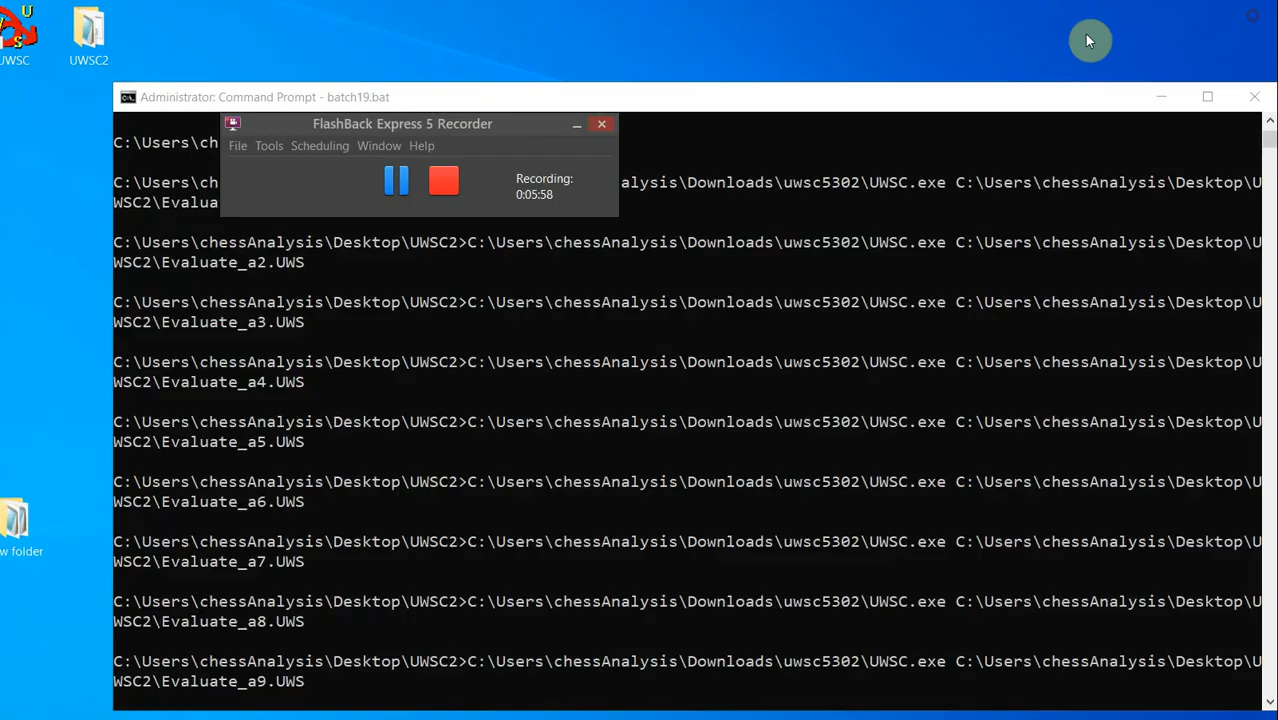 U
S
UWSC
UWSC2
Administrator: Command Prompt - batch19.bat
FlashBack Express 5 Recorder
File Tools Scheduling Window Help
Recording:
0:05:58
C:\Users\ch
C:\Users\ch alysis\Downloads\uwsc5302\UWSC.exe C:\Users\chessAnalysis\Desktop\U
WSC2\Evalua
C:\Users\chessAnalysis\Desktop\UWSC2>C:\Users\chessAnalysis\Downloads\uwsc5302\UWSC.exe C:\Users\chessAnalysis\Desktop\U
WSC2\Evaluate_a2.UWS
C:\Users\chessAnalysis\Desktop\UWSC2>C:\Users\chessAnalysis\Downloads\uwsc5302\UWSC.exe C:\Users\chessAnalysis\Desktop\U
WSC2\Evaluate_a3.UWS
C:\Users\chessAnalysis\Desktop\UWSC2>C:\Users\chessAnalysis\Downloads\uwsc5302\UWSC.exe C:\Users\chessAnalysis\Desktop\U
WSC2\Evaluate_a4.UWS
C:\Users\chessAnalysis\Desktop\UWSC2>C:\Users\chessAnalysis\Downloads\uwsc5302\UWSC.exe C:\Users\chessAnalysis\Desktop\U
WSC2\Evaluate_a5.UWS
C:\Users\chessAnalysis\Desktop\UWSC2>C:\Users\chessAnalysis\Downloads\uwsc5302\UWSC.exe C:\Users\chessAnalysis\Desktop\U
WSC2\Evaluate_a6.UWS
C:\Users\chessAnalysis\Desktop\UWSC2>C:\Users\chessAnalysis\Downloads\uwsc5302\UWSC.exe C:\Users\chessAnalysis\Desktop\U
WSC2\Evaluate_a7.UWS
C:\Users\chessAnalysis\Desktop\UWSC2>C:\Users\chessAnalysis\Downloads\uwsc5302\UWSC.exe C:\Users\chessAnalysis\Desktop\U
WSC2\Evaluate_a8.UWS
C:\Users\chessAnalysis\Desktop\UWSC2>C:\Users\chessAnalysis\Downloads\uwsc5302\UWSC.exe C:\Users\chessAnalysis\Desktop\U
WSC2\Evaluate_a9.UWS
w folder